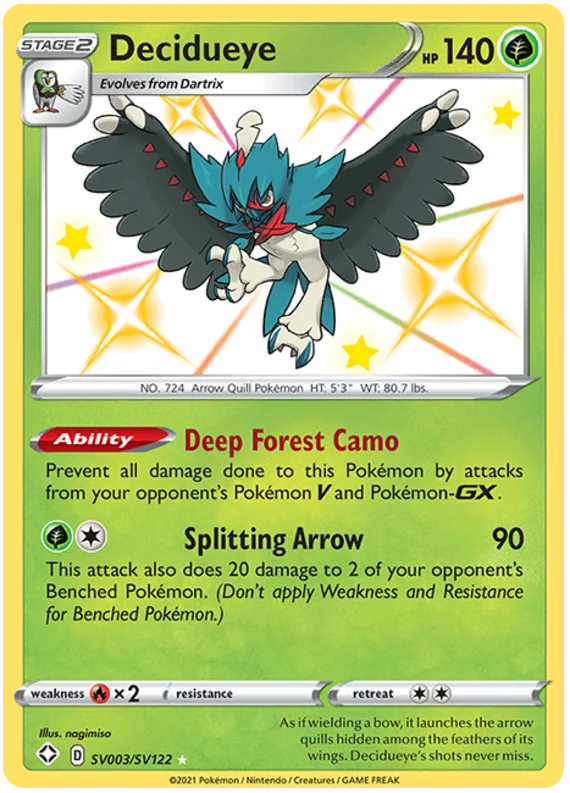 STAGE 2 Decidueye HP 140
Evolves from Dartrix
NO. 724 Arrow Quill Pokémon HT: 5'3" WT: 80.7 lbs.
Ability Deep Forest Camo
Prevent all damage done to this Pokémon by attacks
from your opponent's Pokémon V and Pokémon-GX.
Splitting Arrow 90
This attack also does 20 damage to 2 of your opponent's
Benched Pokémon. (Don't apply Weakness and Resistance
for Benched Pokémon.)
weakness ×2 resistance retreat
Illus. nagimiso
D SV003/SV122
As if wielding a bow, it launches the arrow
quills hidden among the feathers of its
wings. Decidueye's shots never miss.
©2021 Pokémon / Nintendo / Creatures / GAME FREAK